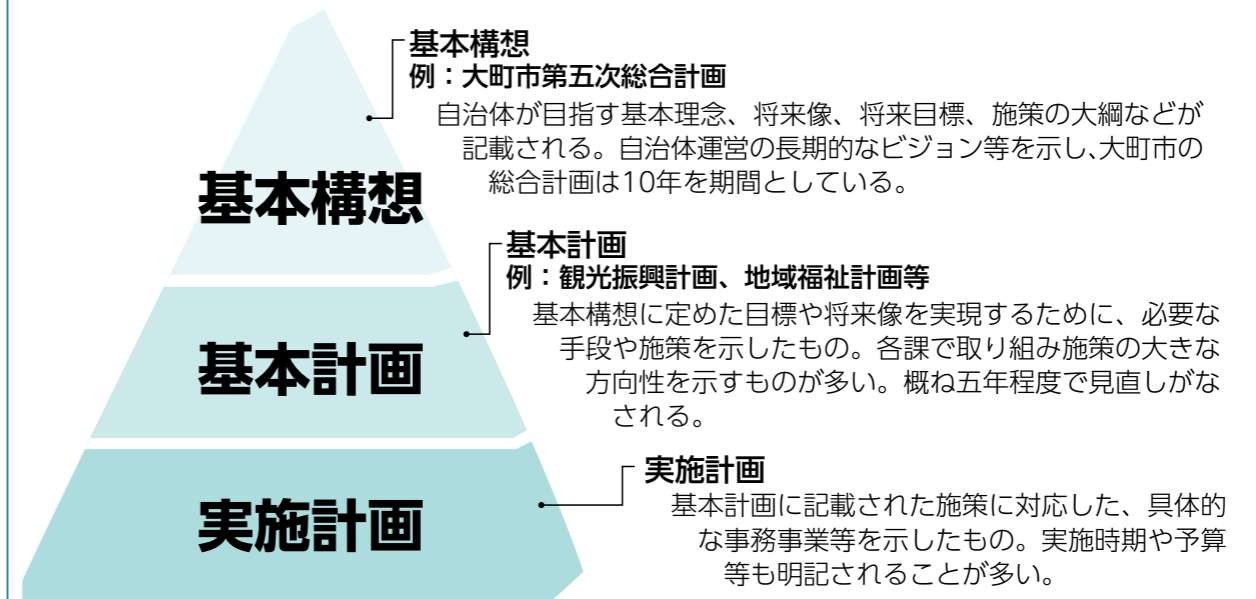 基本構想
例：大町市第五次総合計画
自治体が目指す基本理念、将来像、将来目標、施策の大綱などが
記載される。自治体運営の長期的なビジョン等を示し、大町市の
総合計画は10年を期間としている。
基本構想
基本計画
例：観光振興計画、地域福祉計画等
基本構想に定めた目標や将来像を実現するために、必要な
手段や施策を示したもの。各課で取り組み施策の大きな
方向性を示すものが多い。概ね五年程度で見直しがな
される。
基本計画
実施計画
基本計画に記載された施策に対応した、具体的
な事務事業等を示したもの。実施時期や予算
等も明記されることが多い。
実施計画